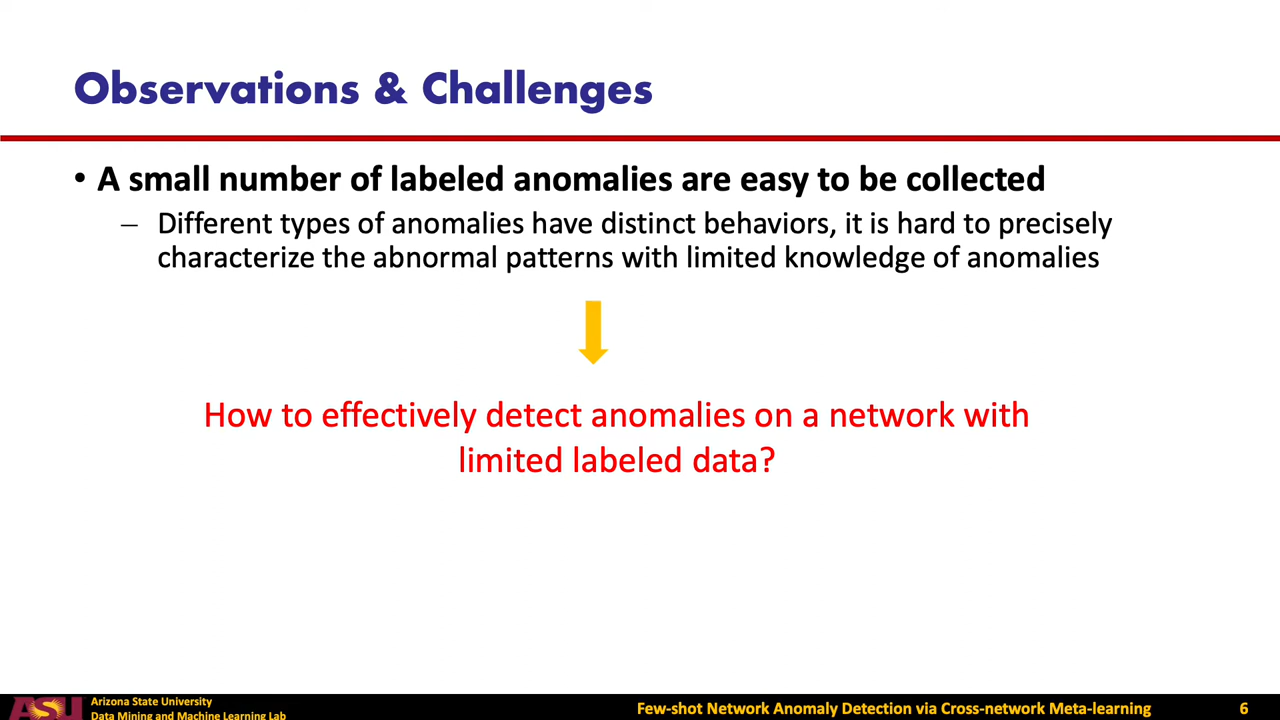 Observations & Challenges
• A small number of labeled anomalies are easy to be collected
– Different types of anomalies have distinct behaviors, it is hard to precisely
characterize the abnormal patterns with limited knowledge of anomalies
How to effectively detect anomalies on a network with
limited labeled data?
ASU
Arizona State University
Data Mining and Machine Learning Lab
Few-shot Network Anomaly Detection via Cross-network Meta-learning
6